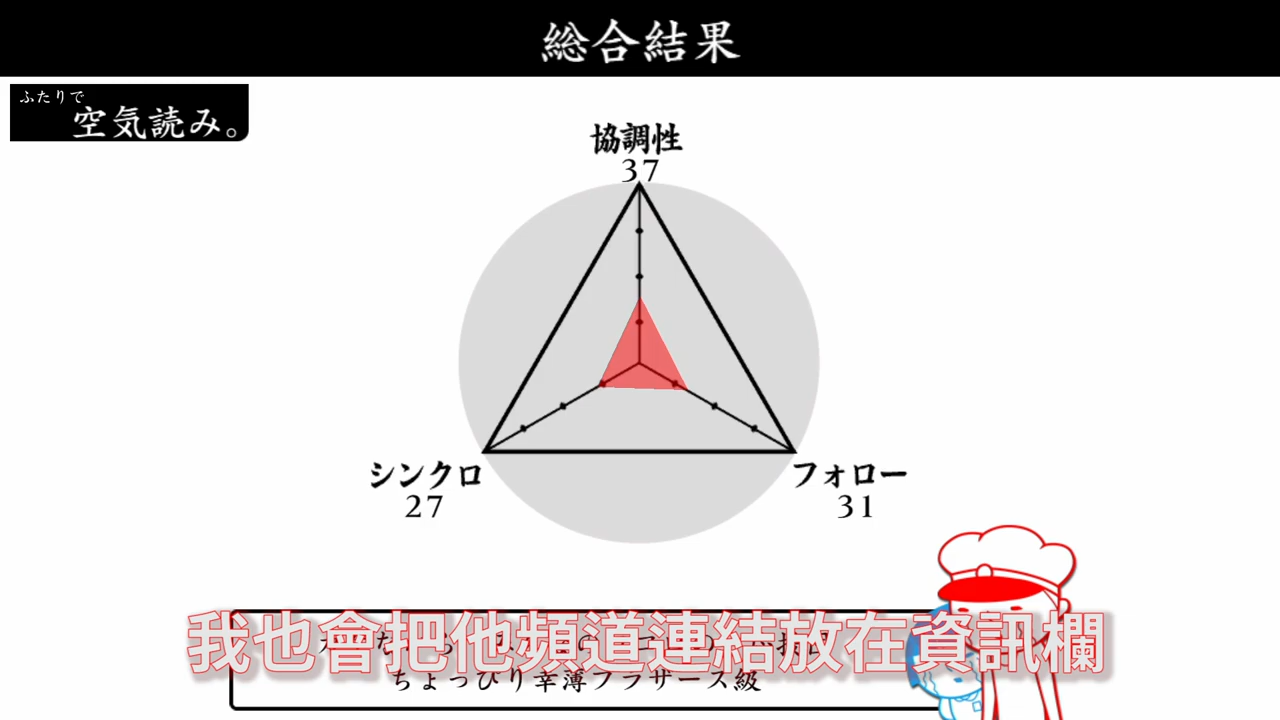 総合結果
ふたりで
空気読み。
協調性
37
シンクロ
27
フォロー
31
我也會把他頻道連結放在資訊欄
ちょっぴり幸薄ブラザース級